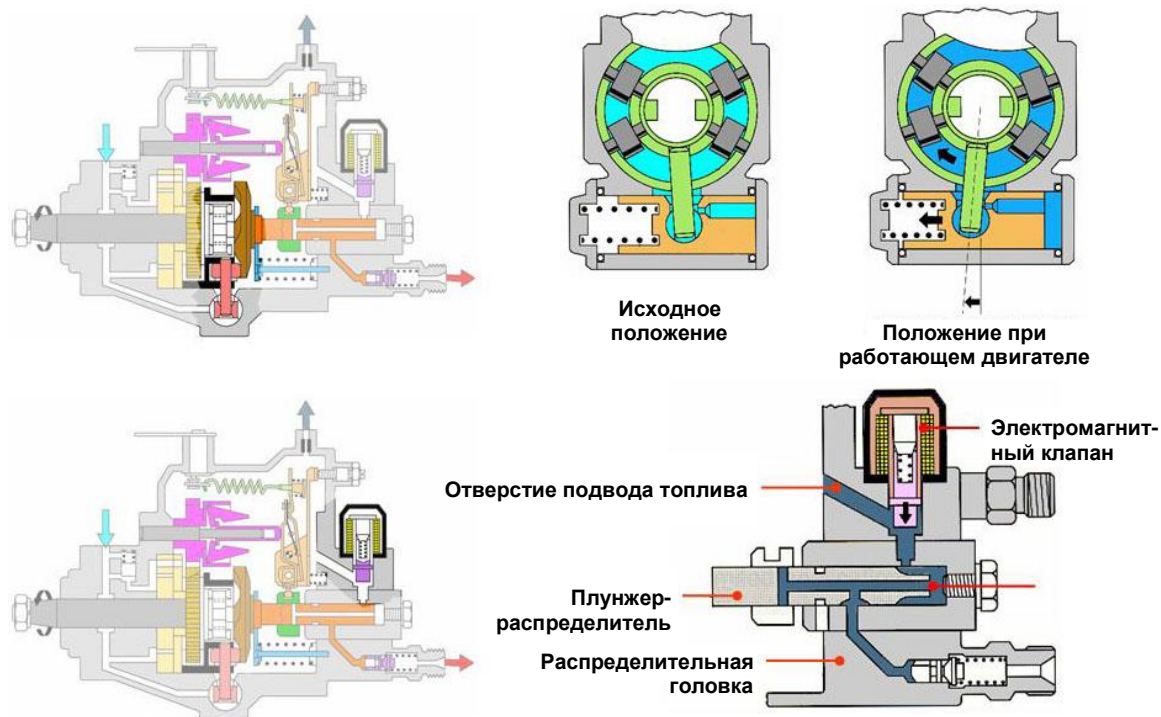 Исходное
положение
Положение при
работающем двигателе
Электромагнит-
ный клапан
Отверстие подвода топлива
Плунжер-
распределитель
Распределительная
головка